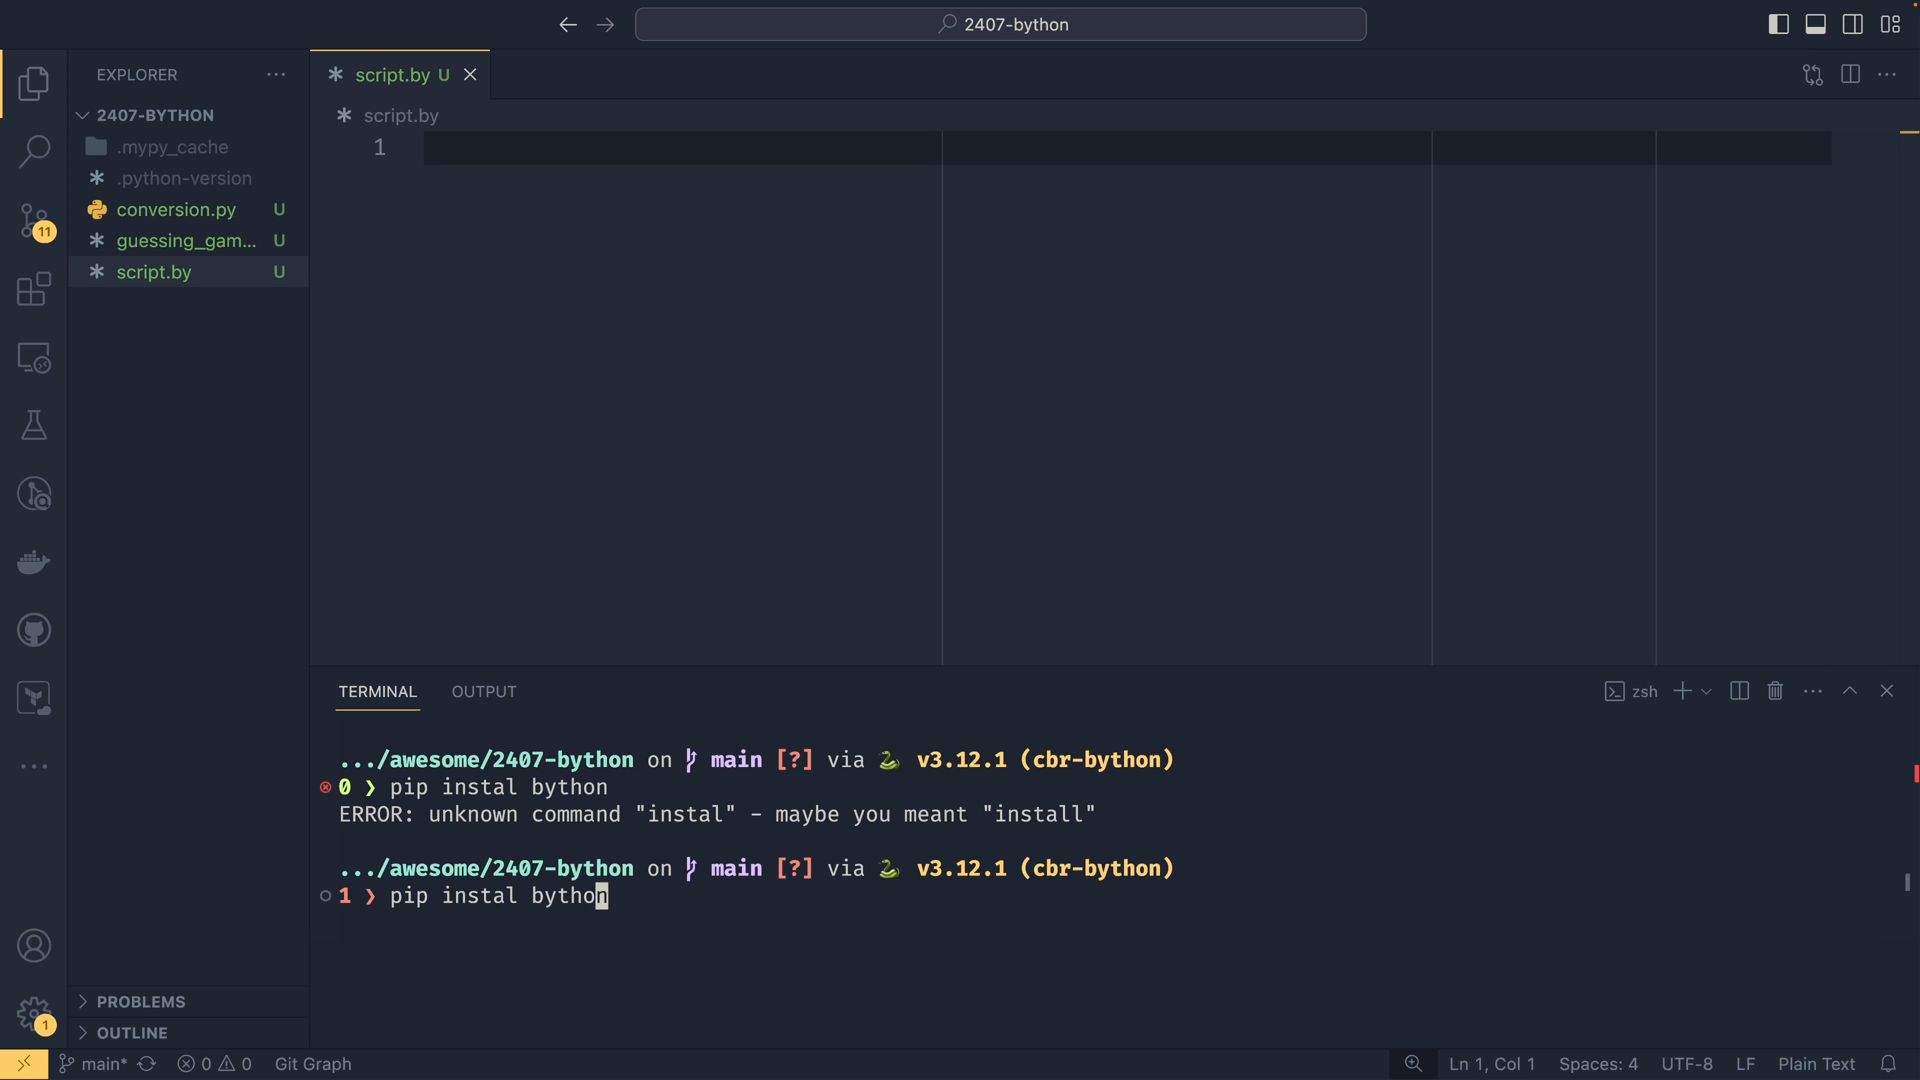 2407-bython
EXPLORER
script.by U
2407-BYTHON
script.by
.mypy_cache
1
.python-version
conversion.py U
11
guessing_gam... U
script.by U
TERMINAL
OUTPUT
zsh
.../awesome/2407-bython on main [?] via v3.12.1 (cbr-bython)
0 ❯ pip instal bython
ERROR: unknown command "instal" - maybe you meant "install"
.../awesome/2407-bython on main [?] via v3.12.1 (cbr-bython)
1 ❯ pip instal bython
PROBLEMS
1
OUTLINE
main* 0 0 Git Graph
Ln 1, Col 1 Spaces: 4 UTF-8 LF Plain Text